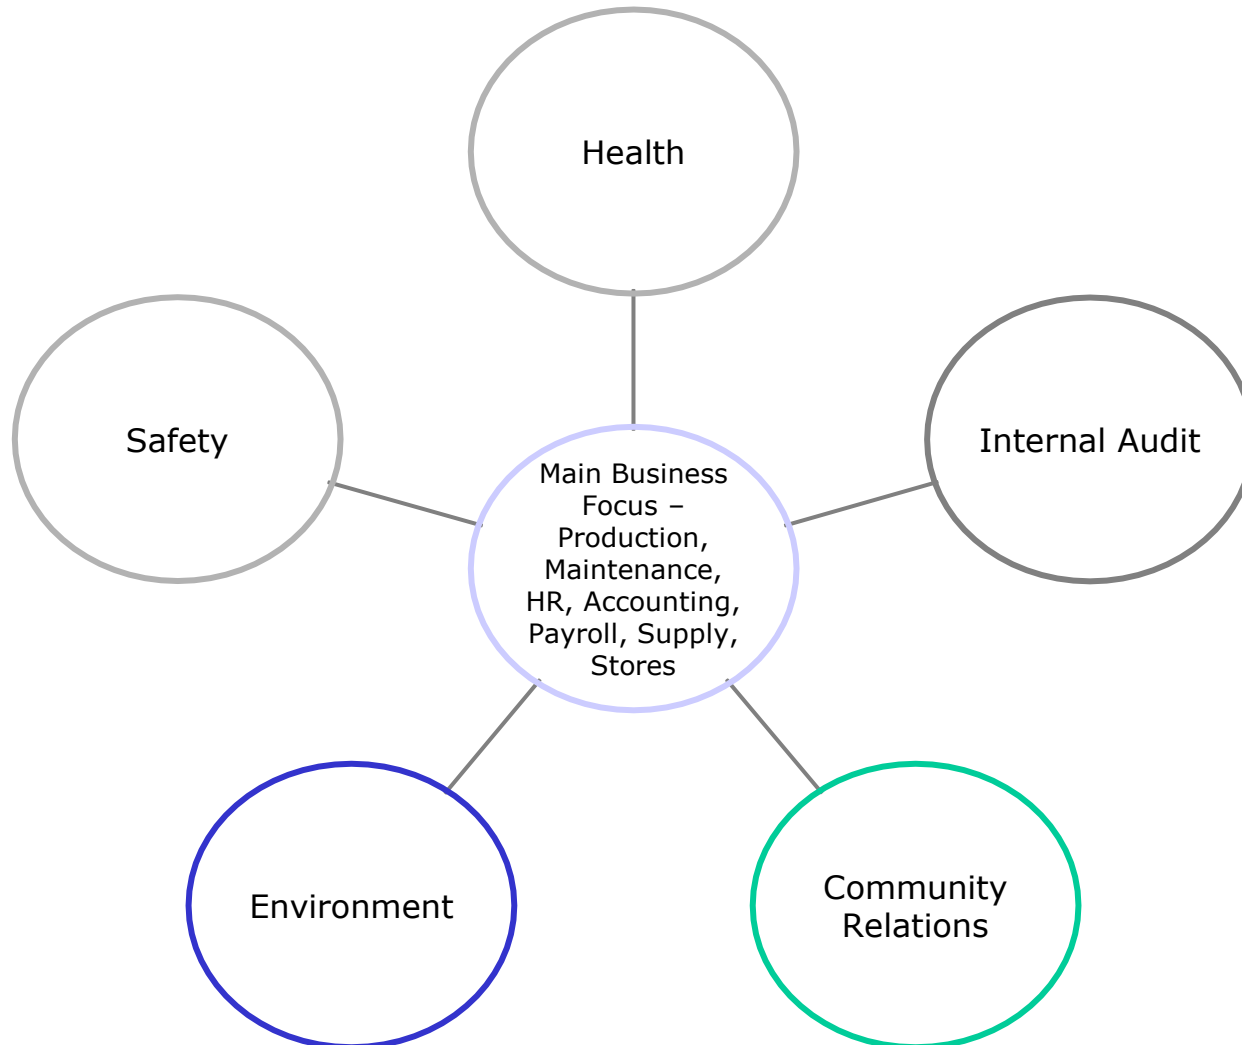 Health
Safety
Internal Audit
Main Business
Focus –
Production,
Maintenance,
HR, Accounting,
Payroll, Supply,
Stores
Environment
Community
Relations